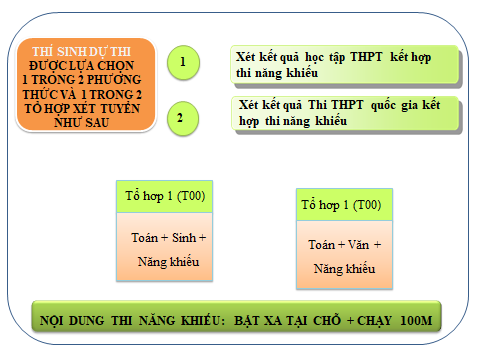 THÍ SINH DỰ THI
ĐƯỢC LỰA CHỌN
1 TRONG 2 PHƯƠNG
THỨC VÀ 1 TRONG 2
TỔ HỢP XÉT TUYỂN
NHƯ SAU
1
Xét kết quả học tập THPT kết hợp
thi năng khiếu
2
Xét kết quả Thi THPT quốc gia kết
hợp thi năng khiếu
Tổ hơp 1 (T00)
Toán + Sinh +
Năng khiếu
Tổ hơp 1 (T00)
Toán + Văn +
Năng khiếu
NỘI DUNG THI NĂNG KHIẾU: BẬT XA TẠI CHỖ + CHẠY 100M